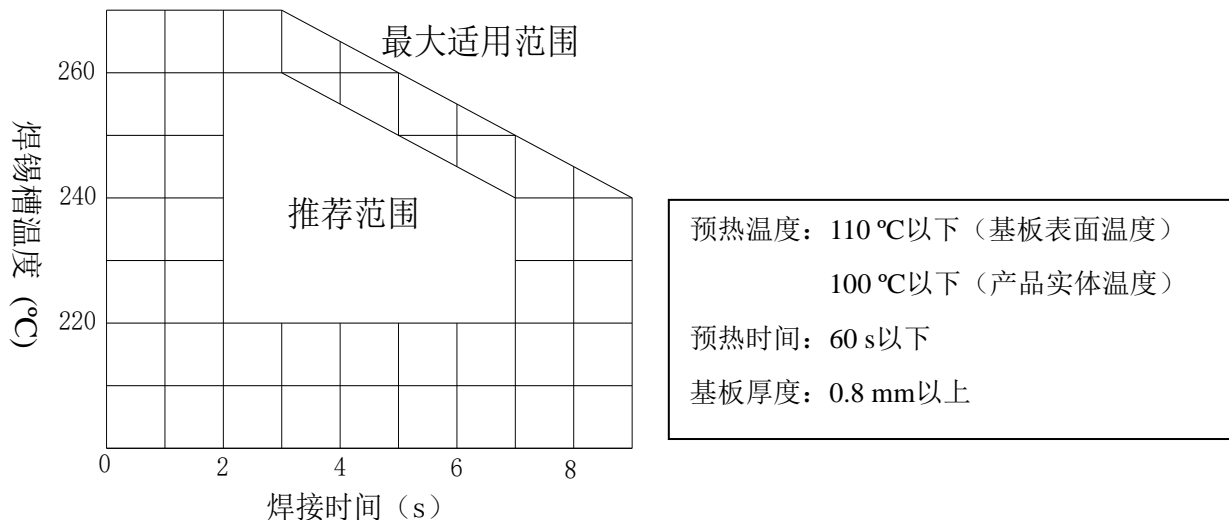 最大适用范围
260
240
220
推荐范围
焊锡槽温度 (ºC)
0 2 4 6 8
焊接时间（s）
预热温度：110 ºC以下（基板表面温度）
100 ºC以下（产品实体温度）
预热时间：60 s以下
基板厚度：0.8 mm以上